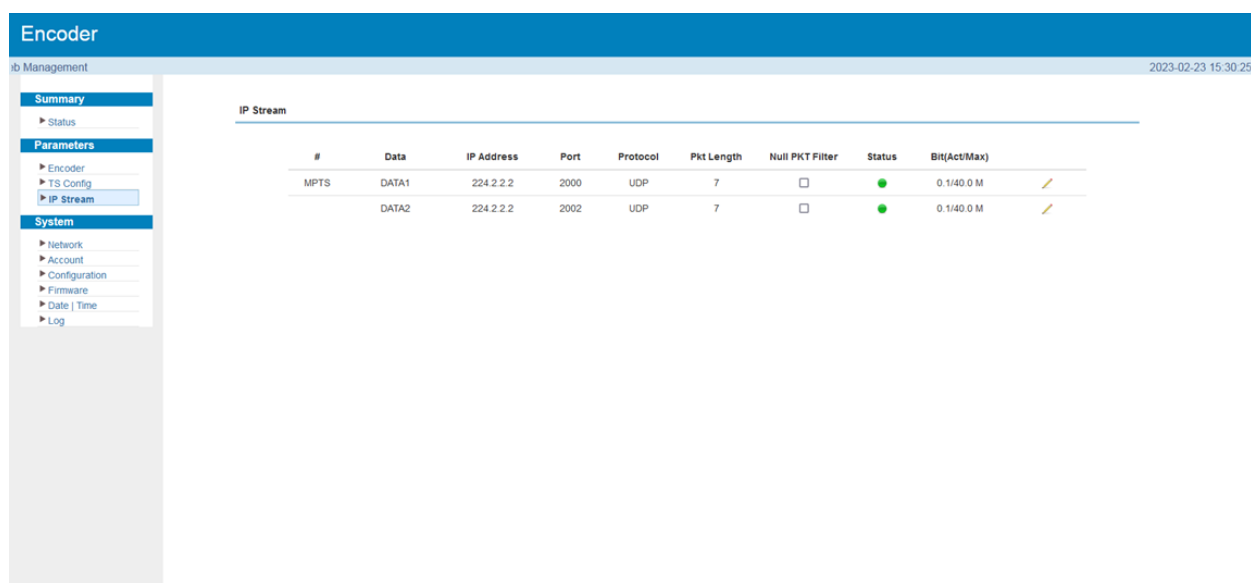 Encoder
ob Management 2023-02-23 15:30:25
Summary
Status
Parameters
Encoder
TS Config
IP Stream
System
Network
Account
Configuration
Firmware
Date | Time
Log
IP Stream
# Data IP Address Port Protocol Pkt Length Null PKT Filter Status Bit(Act/Max)
MPTS DATA1 224.2.2.2 2000 UDP 7 0.1/40.0 M
DATA2 224.2.2.2 2002 UDP 7 0.1/40.0 M